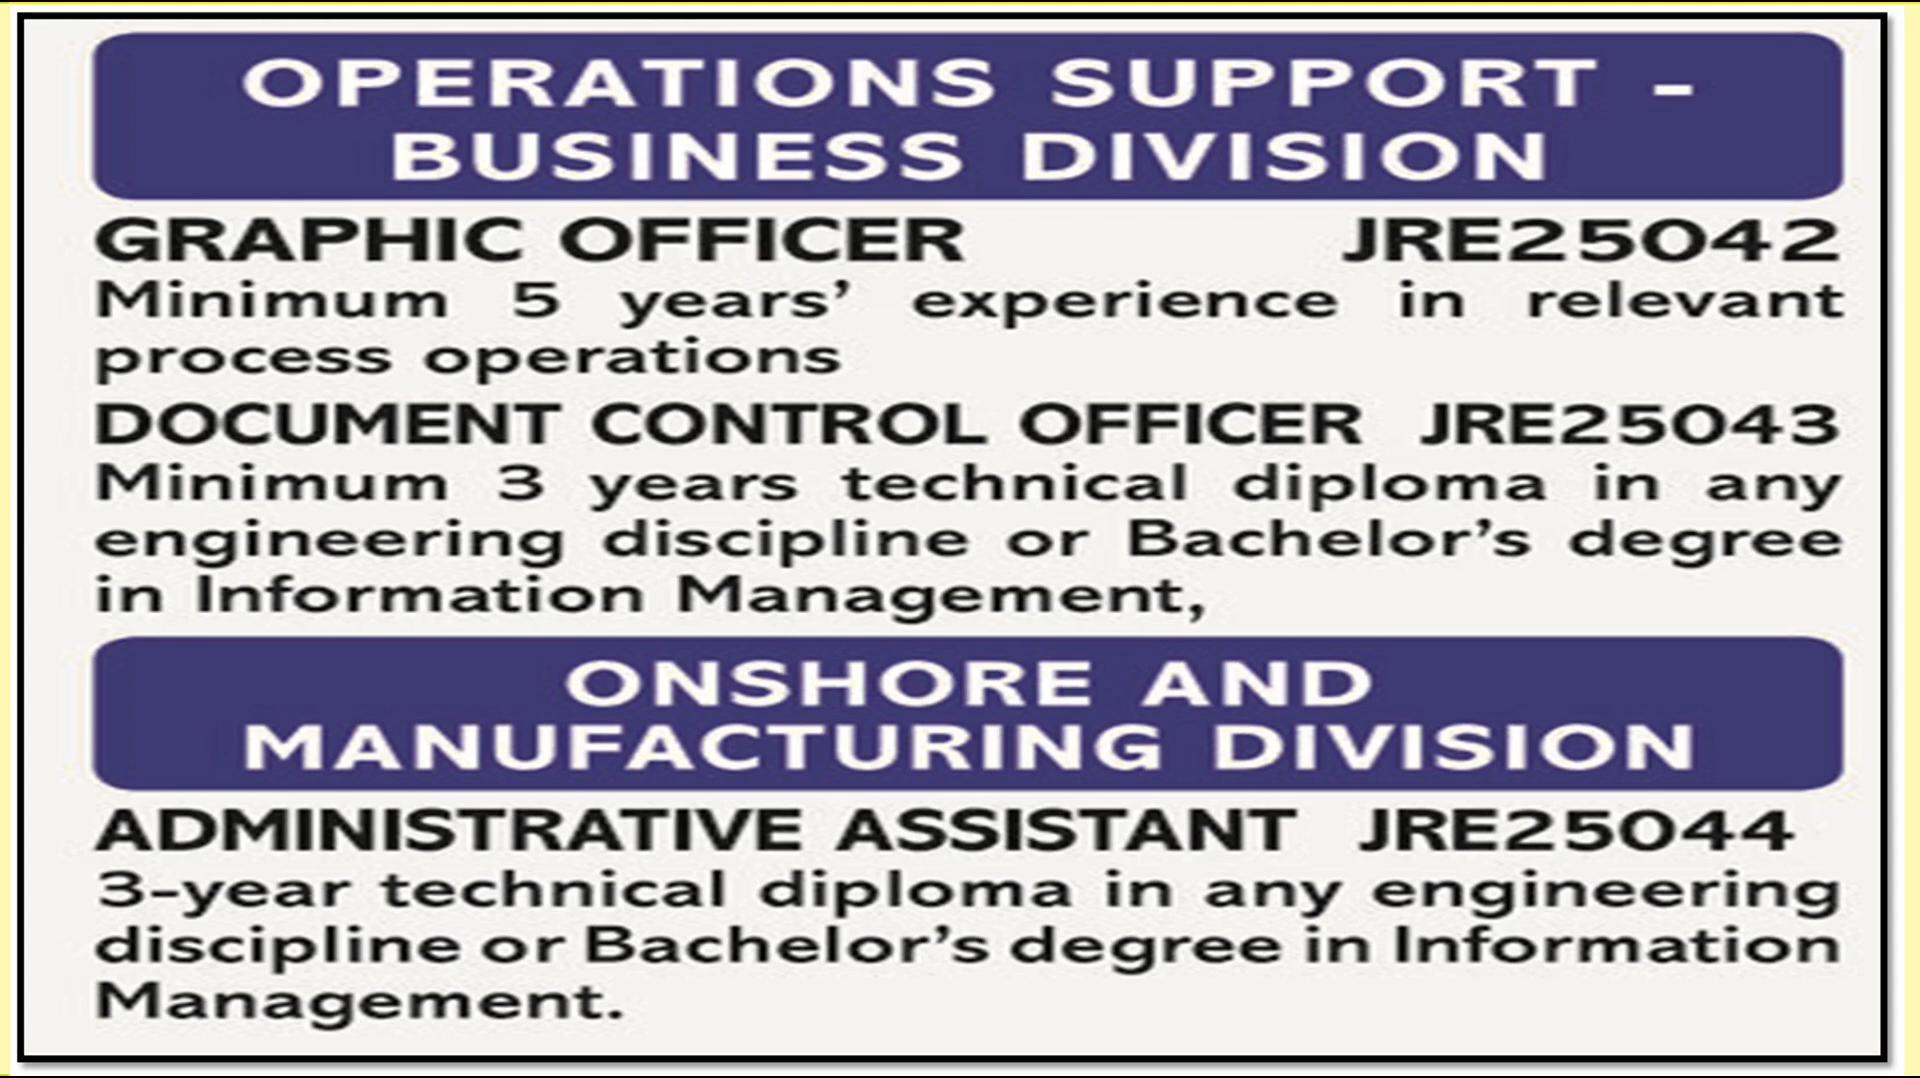 OPERATIONS SUPPORT -
BUSINESS DIVISION
GRAPHIC OFFICER JRE25042
Minimum 5 years’ experience in relevant
process operations
DOCUMENT CONTROL OFFICER JRE25043
Minimum 3 years technical diploma in any
engineering discipline or Bachelor’s degree
in Information Management,
ONSHORE AND
MANUFACTURING DIVISION
ADMINISTRATIVE ASSISTANT JRE25044
3-year technical diploma in any engineering
discipline or Bachelor’s degree in Information
Management.